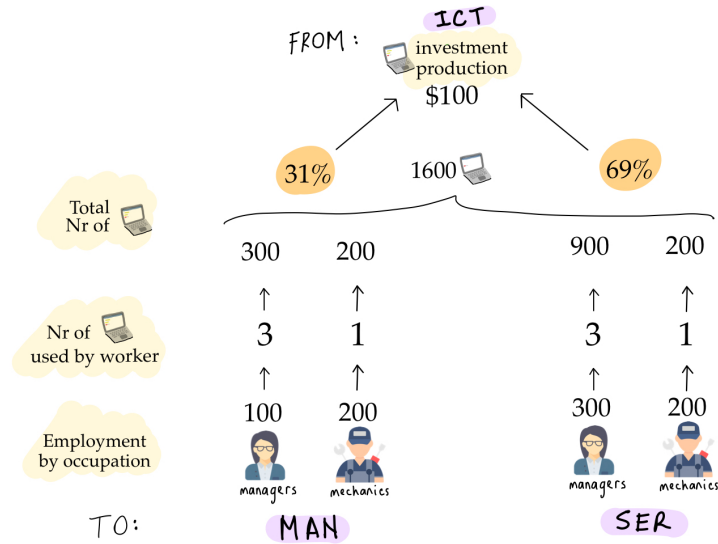 ICT
FROM:
investment
production
$100
31%
1600
69%
Total
Nr of
300 200 900 200
Nr of
used by worker
3 1 3 1
100 200 300 200
Employment
by occupation
managers mechanics managers mechanics
TO: MAN SER